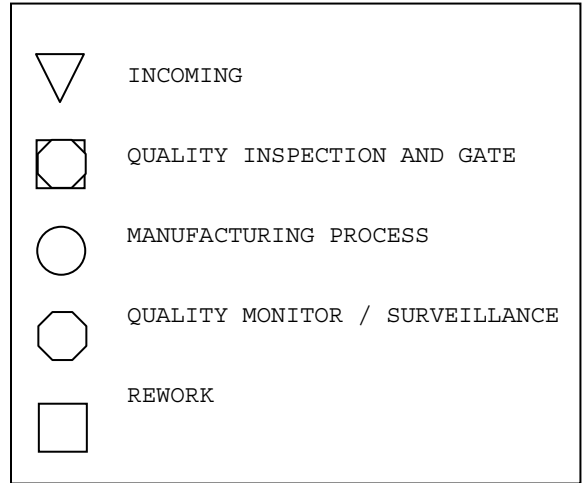 INCOMING
QUALITY INSPECTION AND GATE
MANUFACTURING PROCESS
QUALITY MONITOR / SURVEILLANCE
REWORK